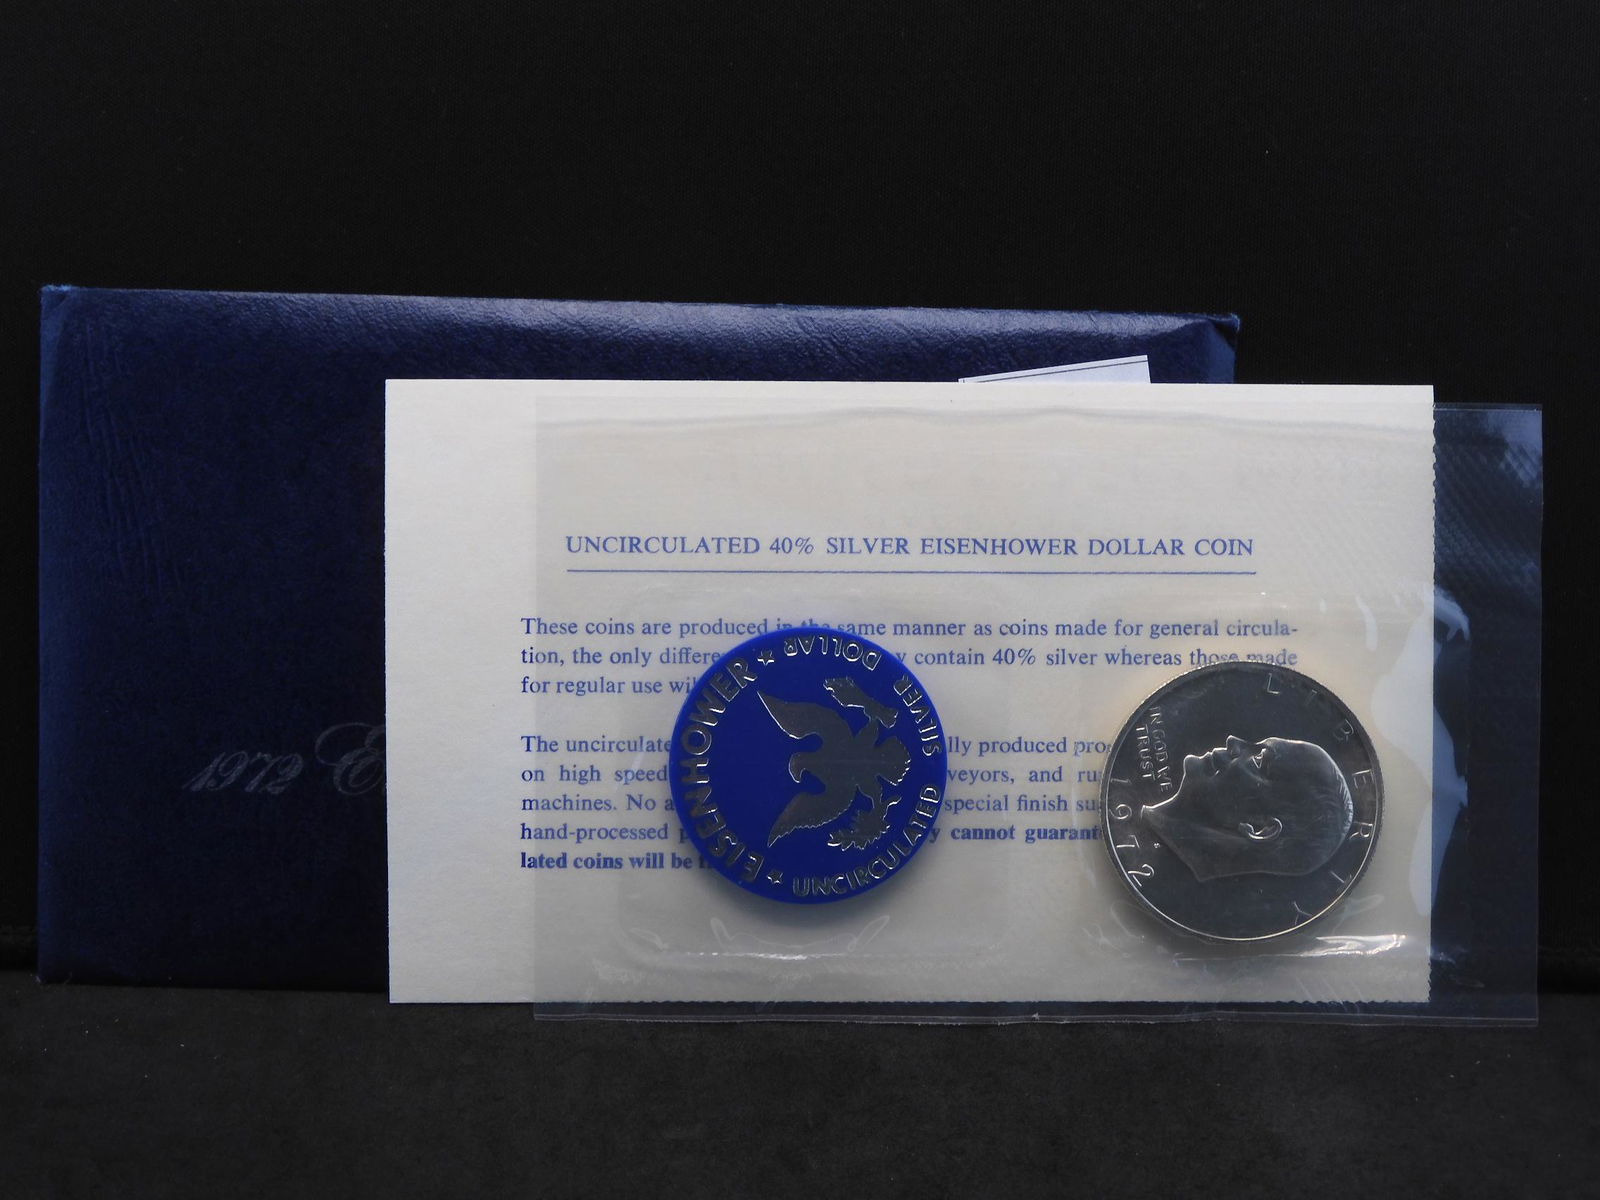 1972 E
UNCIRCULATED 40% SILVER EISENHOWER DOLLAR COIN
These coins are produced in the same manner as coins made for general circula-
tion, the only differe y contain 40% silver whereas those made
for regular use wil
The uncirculate lly produced pro
on high speed veyors, and ru
machines. No a special finish su
hand-processed p y cannot guarant
lated coins will be f
EISENHOWER ★ DOLLAR SILVER UNCIRCULATED ★
LIBERTY
IN GOD WE
TRUST
1972